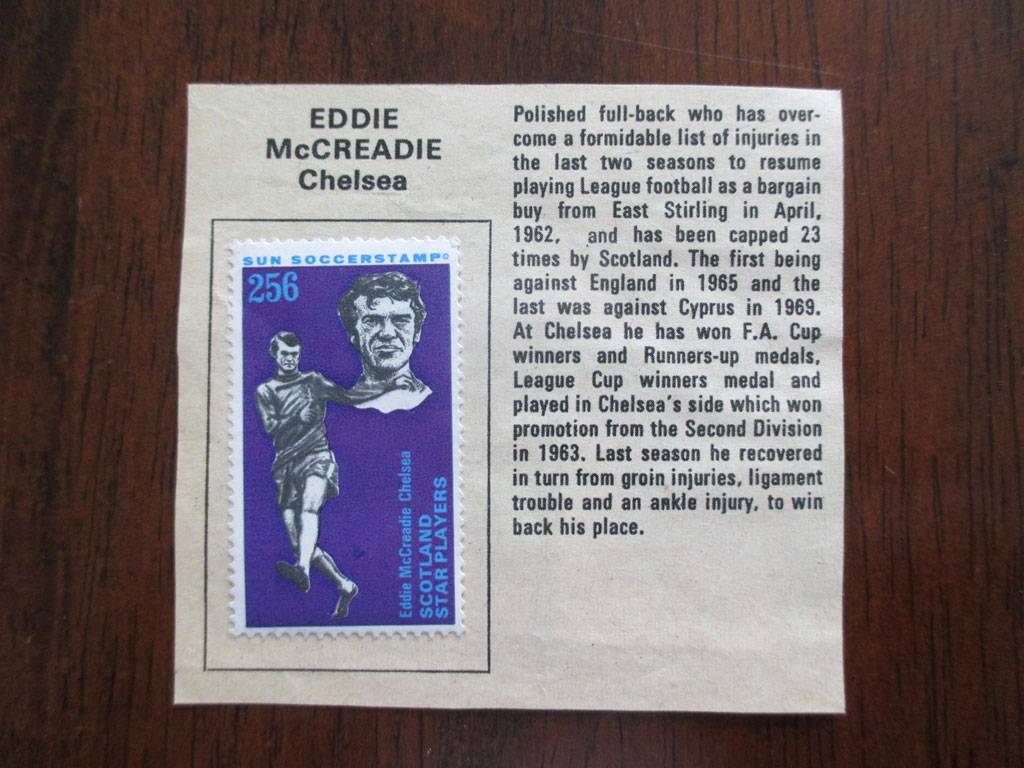 EDDIE
McCREADIE
Chelsea
SUN SOCCERSTAMP©
256
Eddie McCreadie Chelsea
SCOTLAND
STAR PLAYERS
Polished full-back who has over-
come a formidable list of injuries in
the last two seasons to resume
playing League football as a bargain
buy from East Stirling in April,
1962, and has been capped 23
times by Scotland. The first being
against England in 1965 and the
last was against Cyprus in 1969.
At Chelsea he has won F.A. Cup
winners and Runners-up medals,
League Cup winners medal and
played in Chelsea's side which won
promotion from the Second Division
in 1963. Last season he recovered
in turn from groin injuries, ligament
trouble and an ankle injury, to win
back his place.